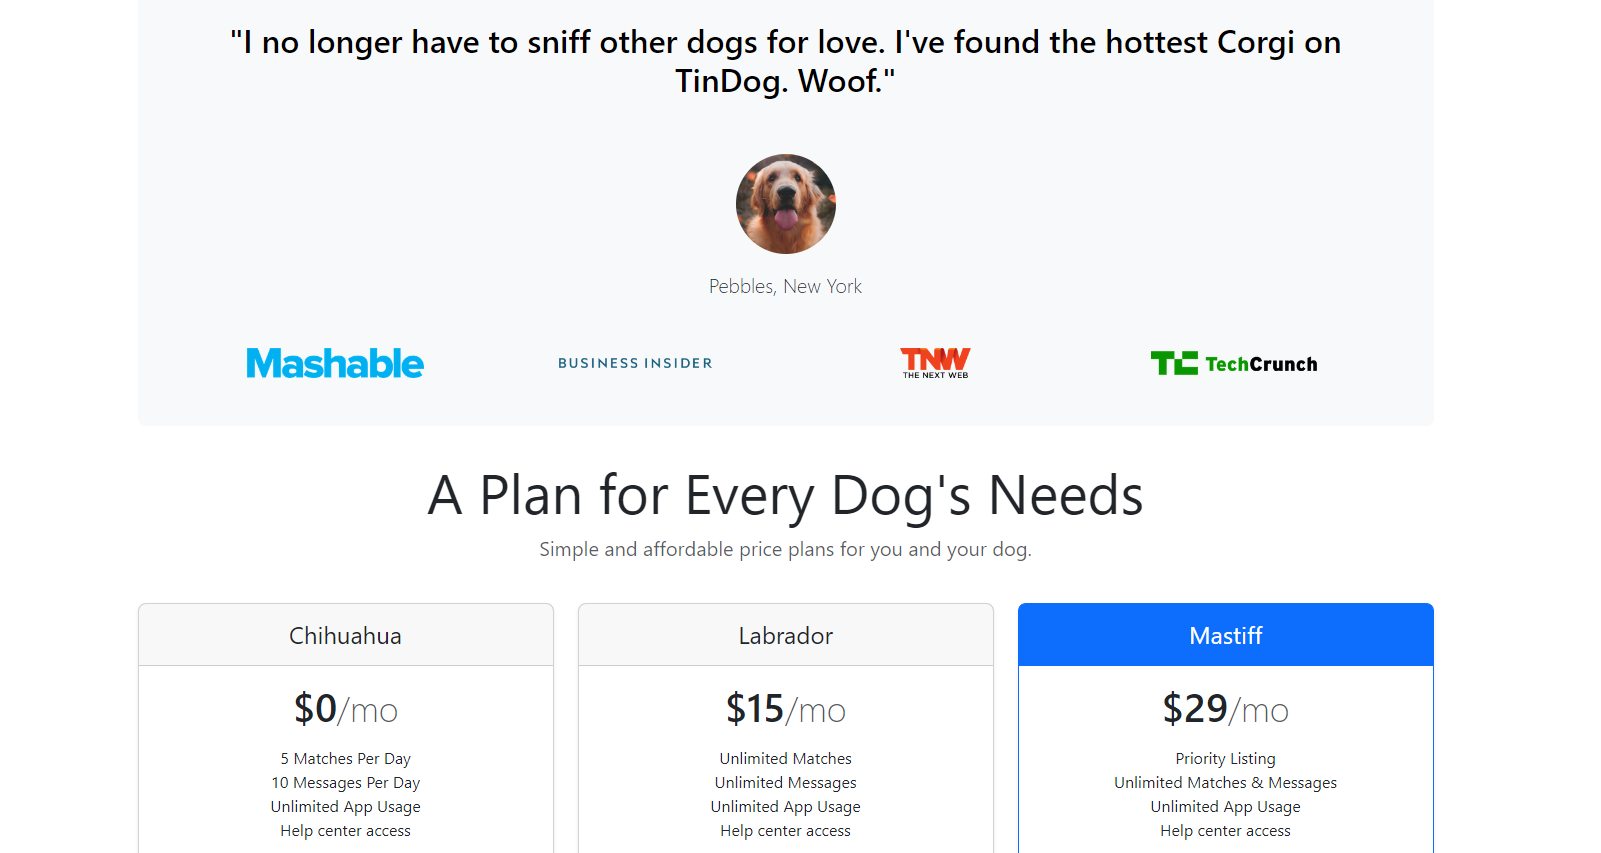 "I no longer have to sniff other dogs for love. I've found the hottest Corgi on
TinDog. Woof."
Pebbles, New York
Mashable
BUSINESS INSIDER
TNW
THE NEXT WEB
TC TechCrunch
A Plan for Every Dog's Needs
Simple and affordable price plans for you and your dog.
Chihuahua
$0/mo
5 Matches Per Day
10 Messages Per Day
Unlimited App Usage
Help center access
Labrador
$15/mo
Unlimited Matches
Unlimited Messages
Unlimited App Usage
Help center access
Mastiff
$29/mo
Priority Listing
Unlimited Matches & Messages
Unlimited App Usage
Help center access